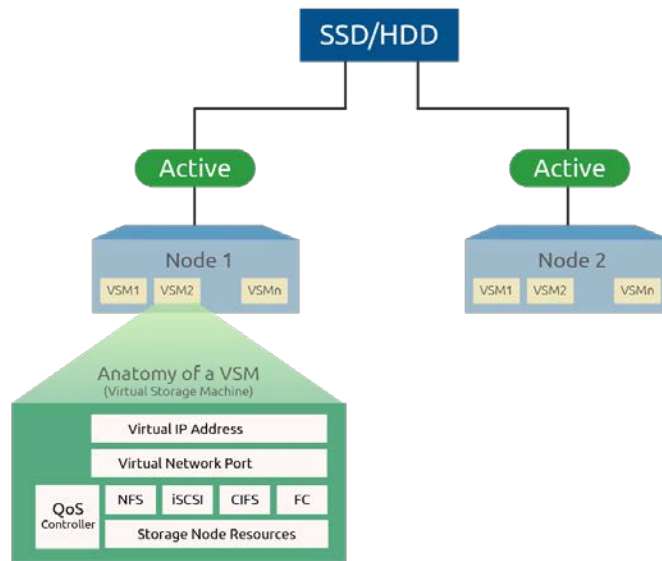 SSD/HDD
Active
Active
Node 1
Node 2
VSM1 VSM2 VSMn
VSM1 VSM2 VSMn
Anatomy of a VSM
(Virtual Storage Machine)
Virtual IP Address
Virtual Network Port
QoS
Controller
NFS iSCSI CIFS FC
Storage Node Resources